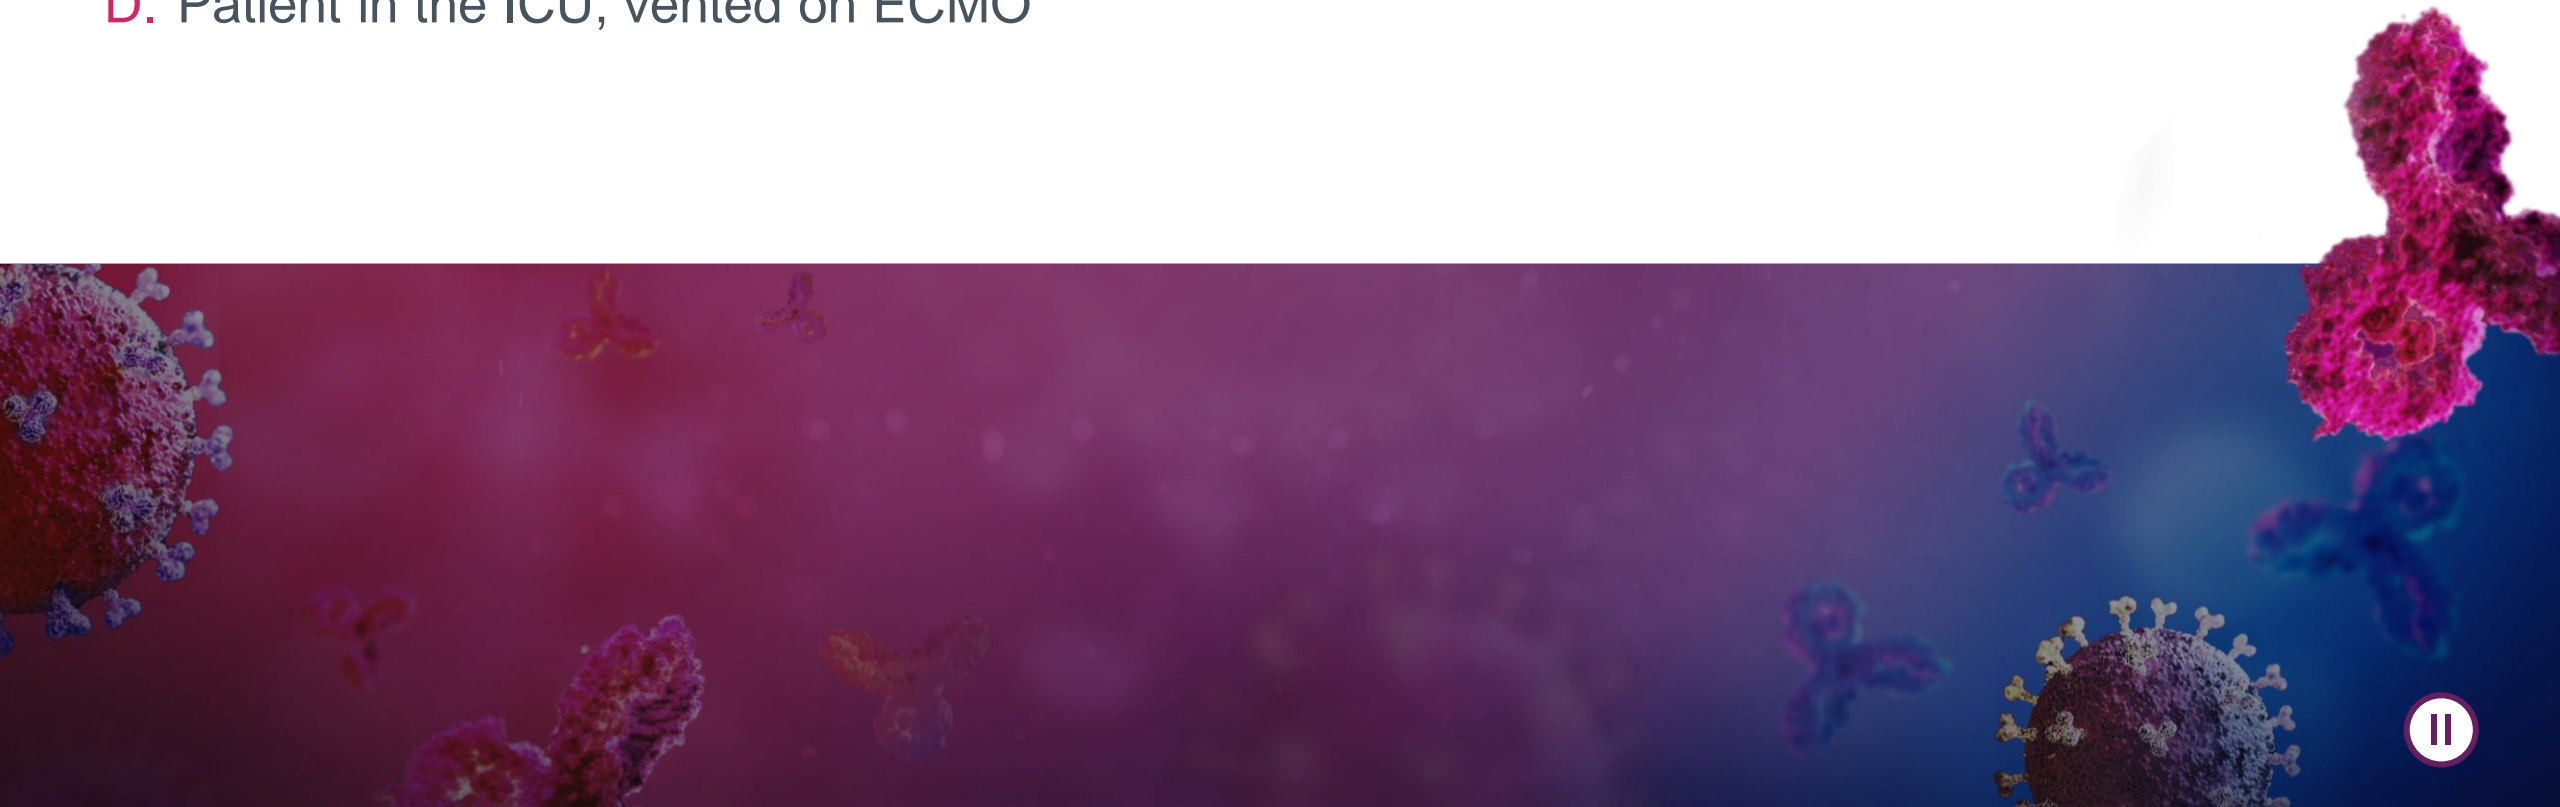 D. Patient in the ICU, vented on ECMO